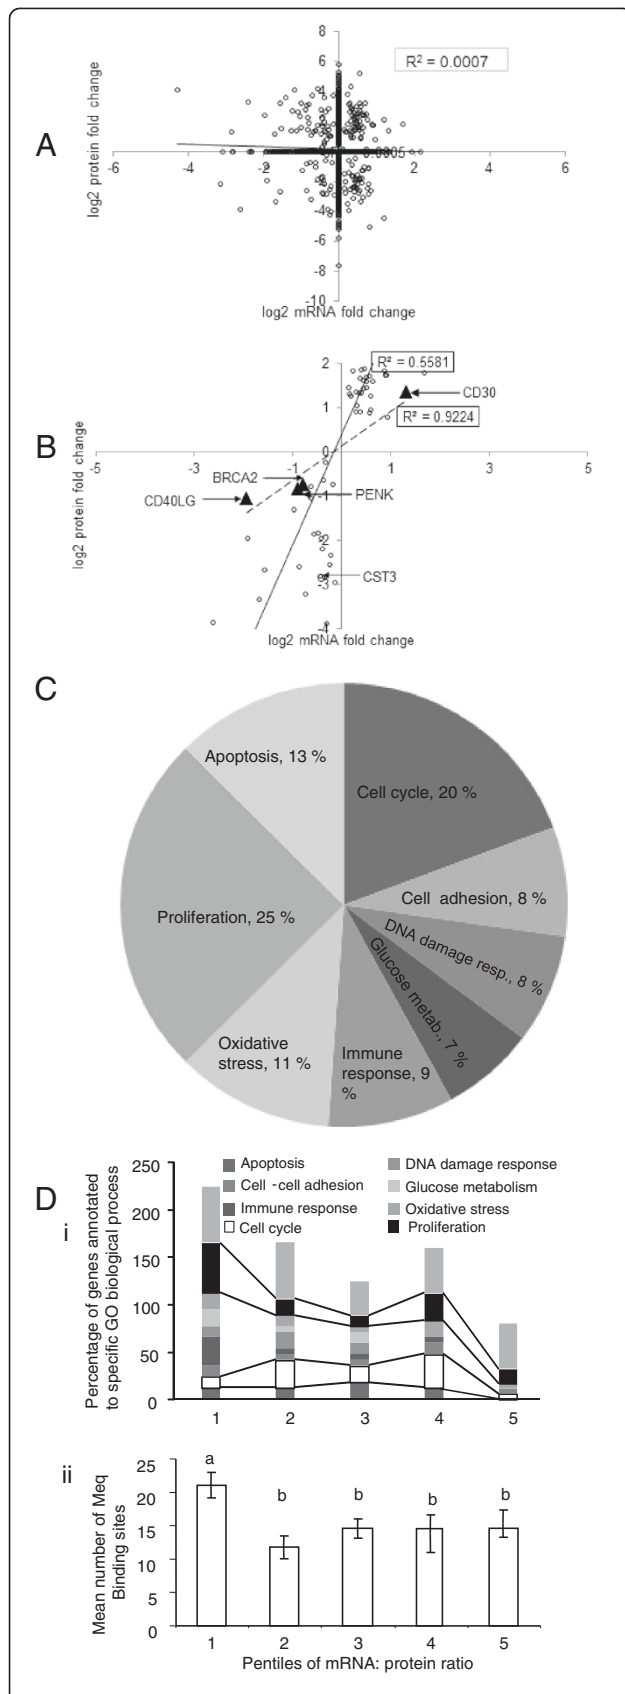 A
R² = 0.0007
log2 protein fold change
8
6
4
2
0
-2
-4
-6
-8
-10
-6
-4
-2
0
2
4
6
log2 mRNA fold change
B
R² = 0.5581
CD30
R² = 0.9224
BRCA2
CD40LG
PENK
CST3
log2 protein fold change
2
1
0
-1
-2
-3
-4
-5
-3
-1
1
3
5
log2 mRNA fold change
C
Apoptosis, 13 %
Cell cycle, 20 %
Cell adhesion, 8 %
DNA damage resp., 8 %
Glucose metab., 7 %
Immune
response, 9
%
Oxidative
stress, 11 %
Proliferation, 25 %
D
i
Apoptosis
Cell -cell adhesion
Immune response
Cell cycle
DNA damage response
Glucose metabolism
Oxidative stress
Proliferation
Percentage of genes annotated
to specific GO biological process
250
200
150
100
50
0
1 2 3 4 5
ii
Mean number of Meq
Binding sites
25
20
15
10
5
0
a b b b b
1 2 3 4 5
Pentiles of mRNA: protein ratio